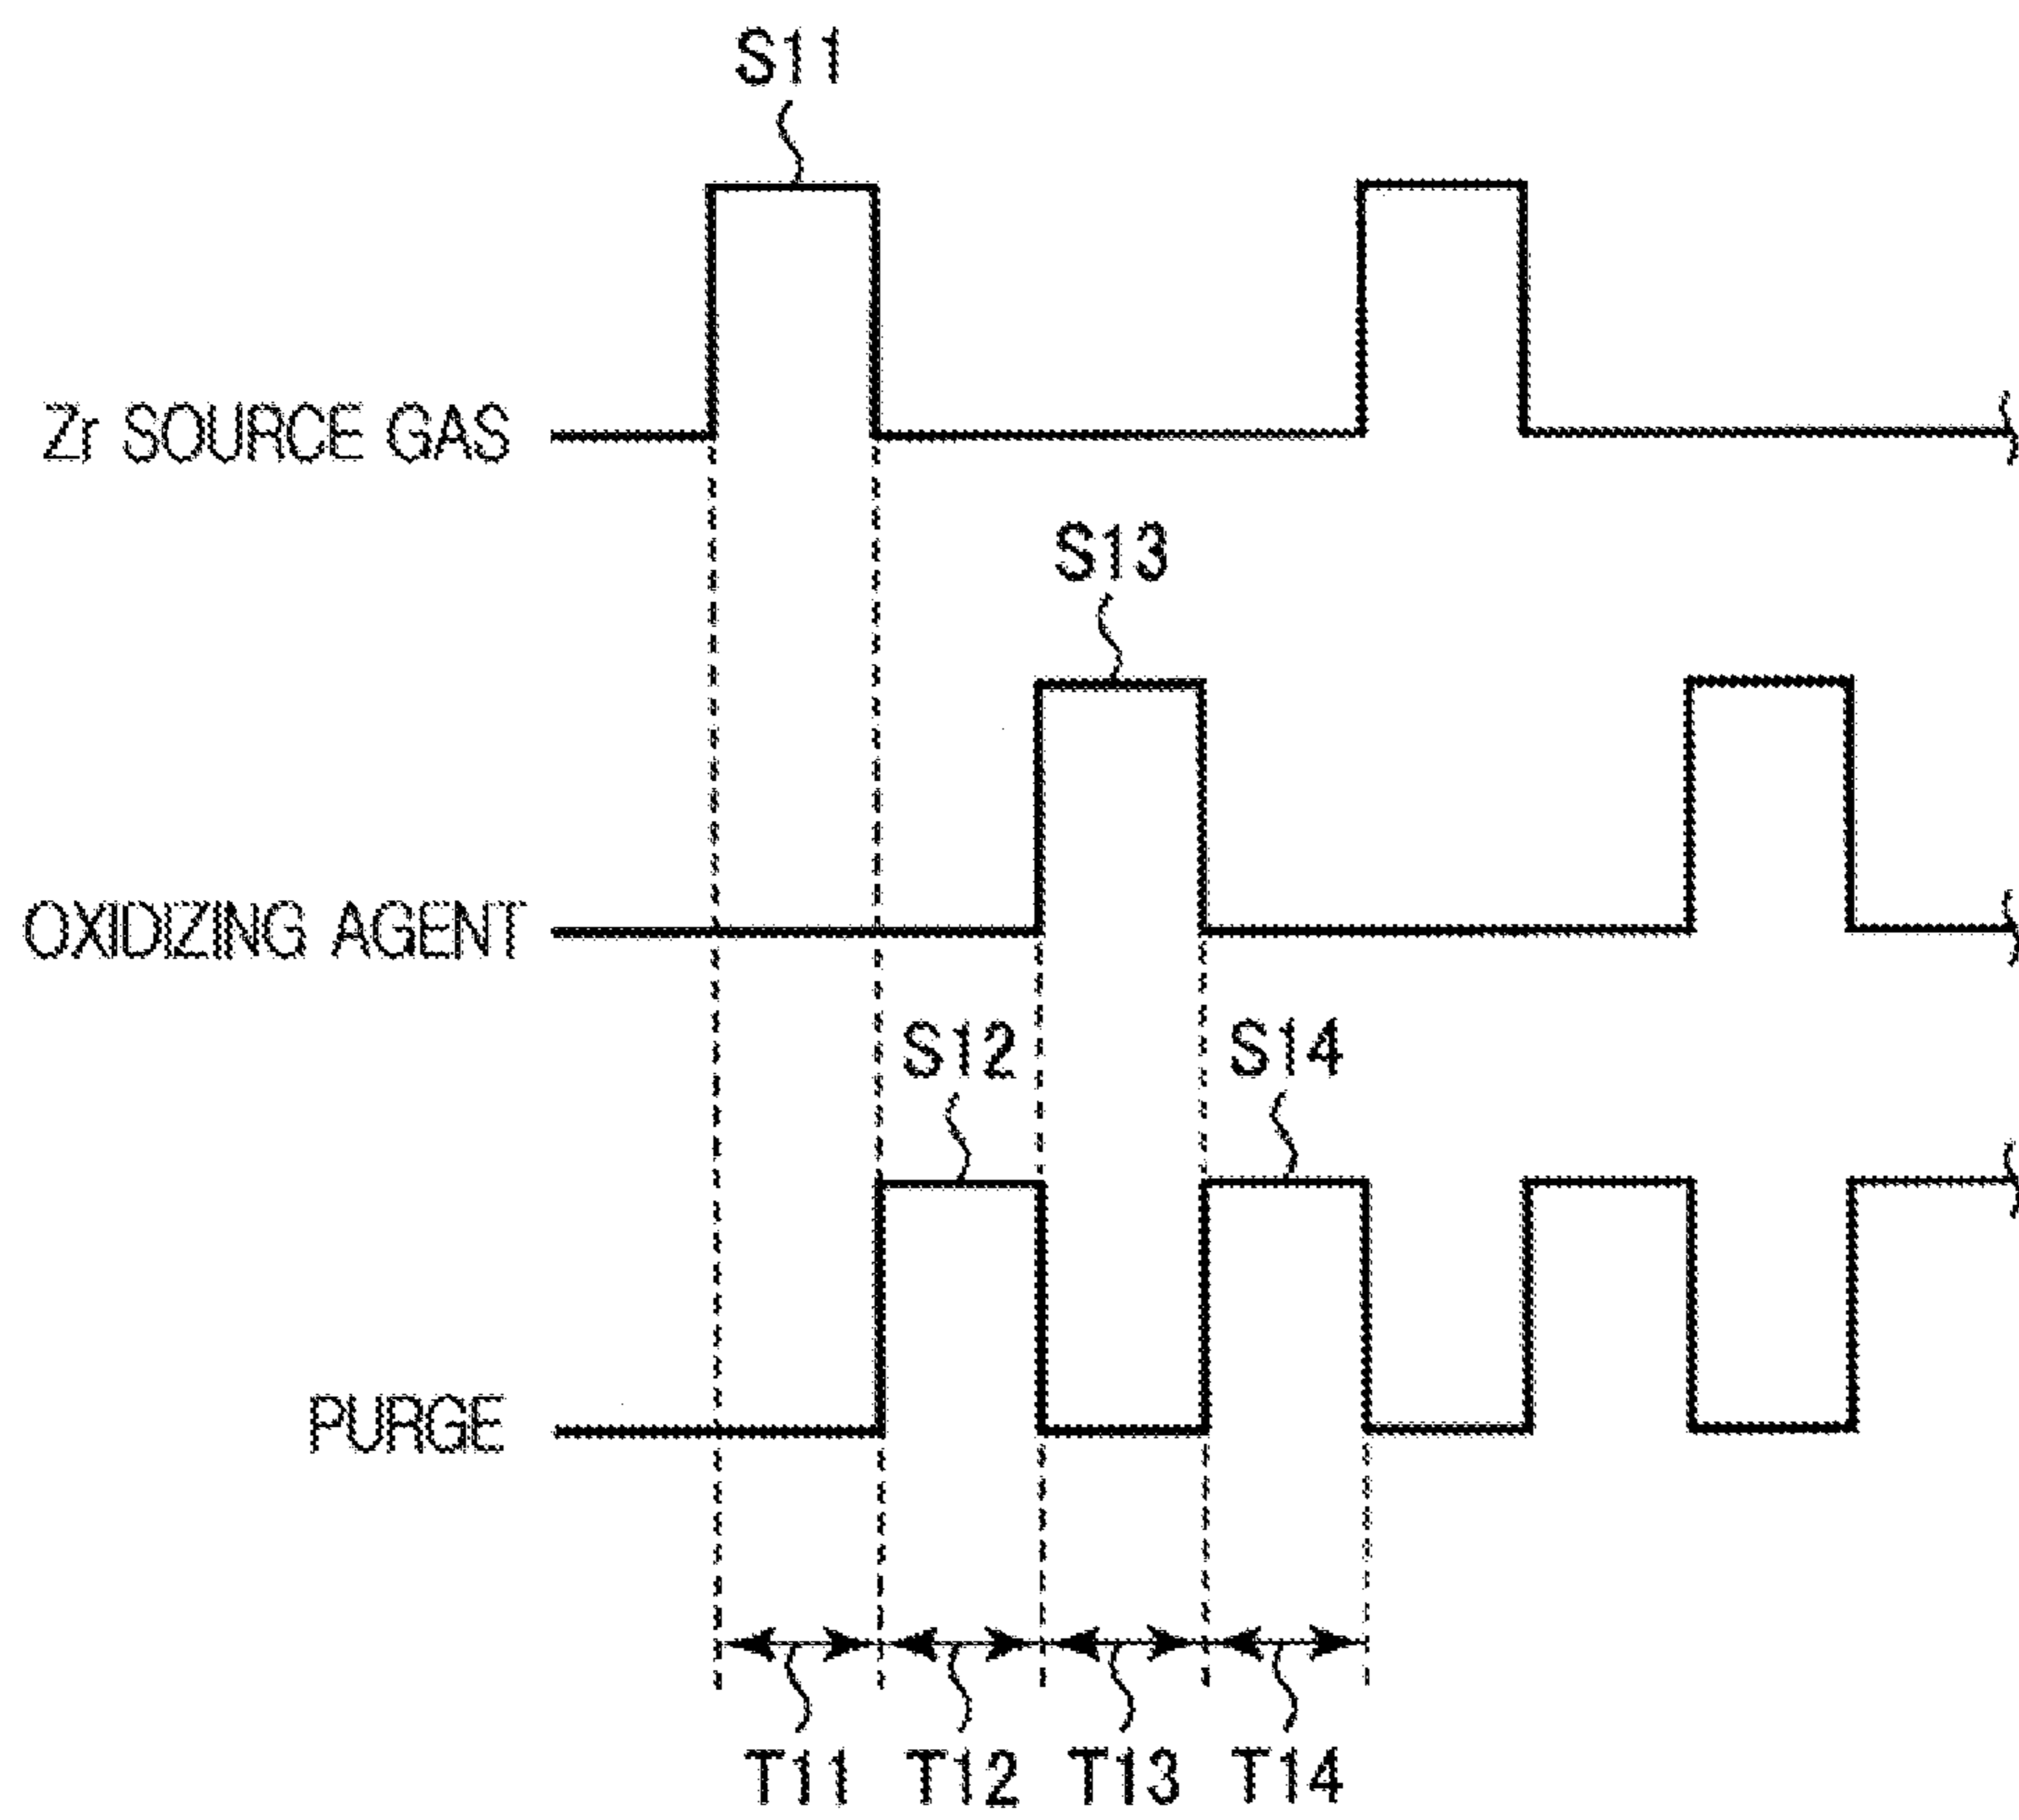 S11
Zr SOURCE GAS
S13
OXIDIZING AGENT
S12 S14
PURGE
T11 T12 T13 T14